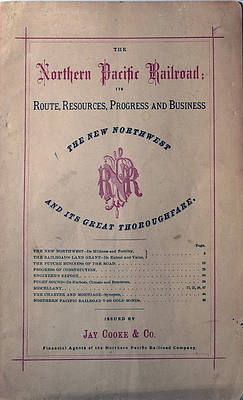 THE
Northern Pacific Railroad;
ITS
ROUTE, RESOURCES, PROGRESS AND BUSINESS
THE NEW NORTHWEST
NPRR
AND ITS GREAT THOROUGHFARE.
Page.
THE NEW NORTHWEST—Its Mildness and Fertility,
THE RAILROAD'S LAND GRANT—Its Extent and Value,
THE FUTURE BUSINESS OF THE ROAD,
PROGRESS OF CONSTRUCTION,
ENGINEER'S REPORT,
PUGET SOUND—Its Harbors, Climate and Resources,
MISCELLANY,
THE CHARTER AND MORTGAGE—Synopsis,
NORTHERN PACIFIC RAILROAD 7-30 GOLD BONDS,
ISSUED BY
JAY COOKE & CO.
Financial Agents of the Northern Pacific Railroad Company.